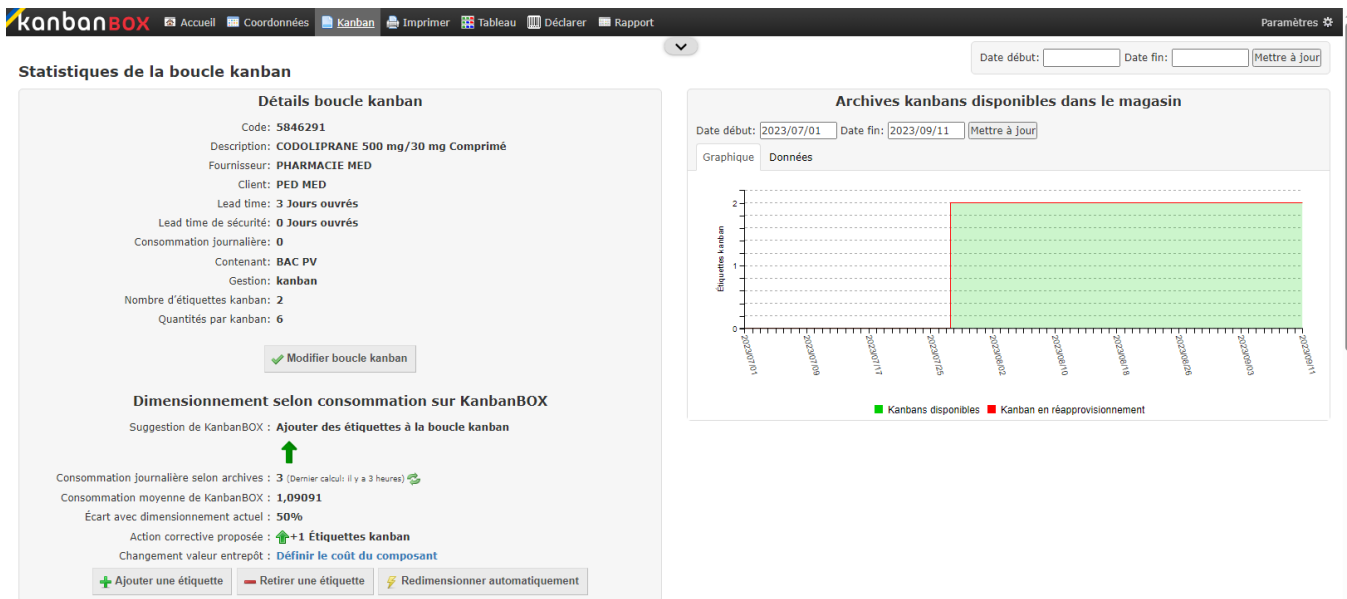 kanbanBOX Accueil Coordonnées Kanban Imprimer Tableau Déclarer Rapport Paramètres
Date début: Date fin: Mettre à jour
Statistiques de la boucle kanban
Détails boucle kanban
Code: 5846291
Description: CODOLIPRANE 500 mg/30 mg Comprimé
Fournisseur: PHARMACIE MED
Client: PED MED
Lead time: 3 Jours ouvrés
Lead time de sécurité: 0 Jours ouvrés
Consommation journalière: 0
Contenant: BAC PV
Gestion: kanban
Nombre d'étiquettes kanban: 2
Quantités par kanban: 6
Modifier boucle kanban
Dimensionnement selon consommation sur KanbanBOX
Suggestion de KanbanBOX : Ajouter des étiquettes à la boucle kanban
Consommation journalière selon archives : 3 (Dernier calcul: il y a 3 heures)
Consommation moyenne de KanbanBOX : 1,09091
Écart avec dimensionnement actuel : 50%
Action corrective proposée : +1 Étiquettes kanban
Changement valeur entrepôt : Définir le coût du composant
Ajouter une étiquette Retirer une étiquette Redimensionner automatiquement
Archives kanbans disponibles dans le magasin
Date début: 2023/07/01 Date fin: 2023/09/11 Mettre à jour
Graphique Données
Étiquettes kanban
2
1
0
2023/07/01 2023/07/09 2023/07/17 2023/07/25 2023/08/02 2023/08/10 2023/08/18 2023/08/26 2023/09/03 2023/09/11
Kanbans disponibles Kanban en réapprovisionnement